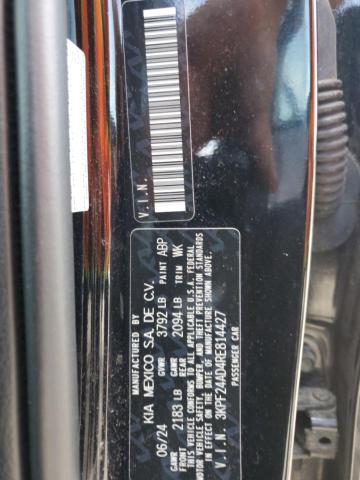 MANUFACTURED BY
KIA MEXICO S.A. DE C.V.
06/24 GVWR 3792 LB PAINT ABP
GAWR FRONT 2183 LB GAWR REAR 2094 LB TRIM WK
THIS VEHICLE CONFORMS TO ALL APPLICABLE U.S.A. FEDERAL
MOTOR VEHICLE SAFETY, BUMPER, AND THEFT PREVENTION STANDARDS
IN EFFECT ON THE DATE OF MANUFACTURE SHOWN ABOVE.
V.I.N. 3KPF24AD4RE814427
PASSENGER CAR
V.I.N.